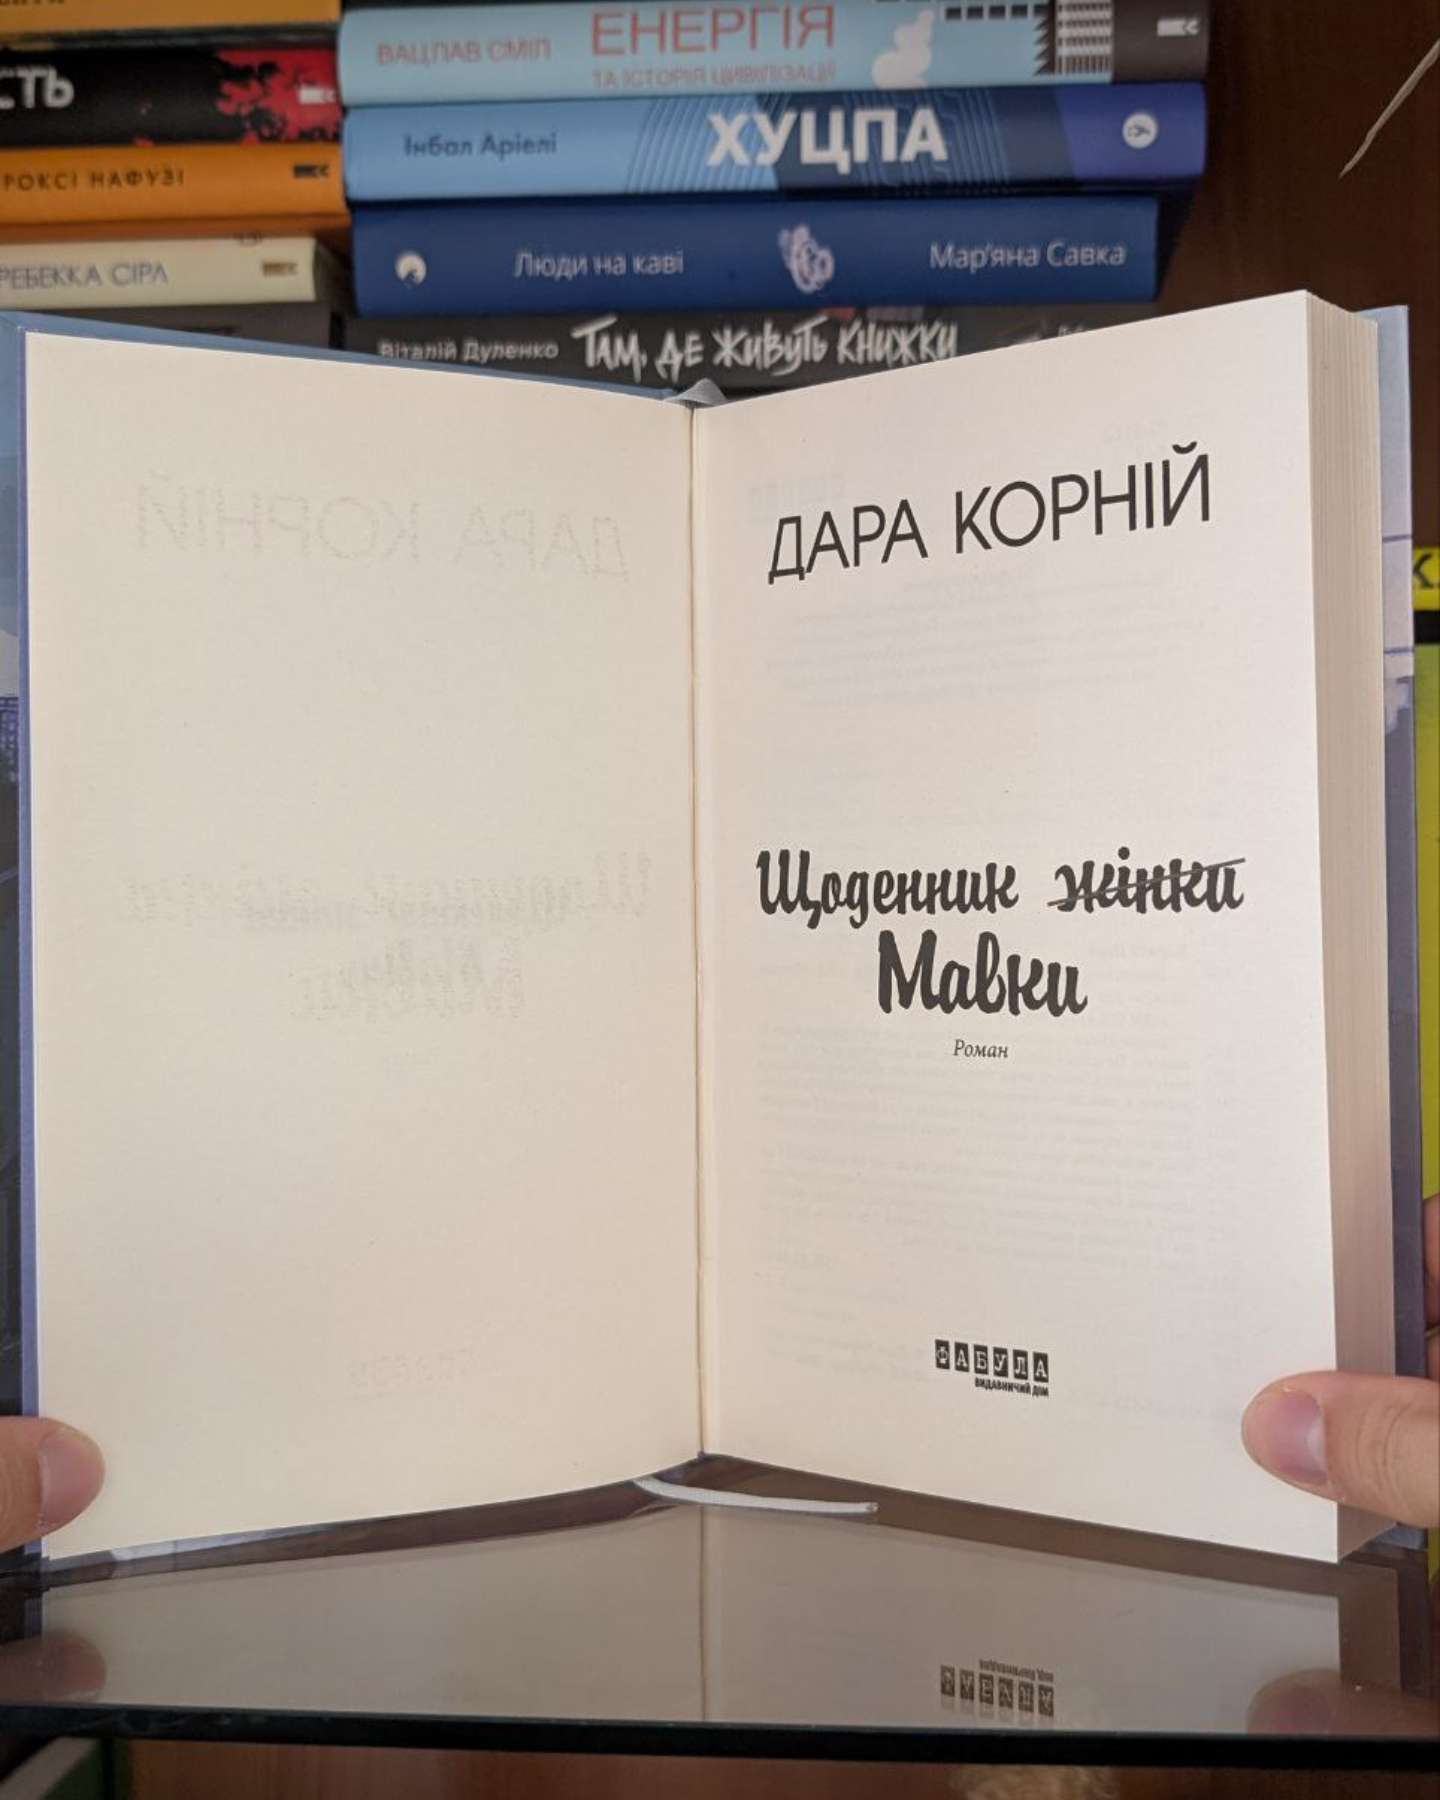 ВАЦЛАВ СМІЛ
ЕНЕРГІЯ
ТА ІСТОРІЯ ЦИВІЛІЗАЦІЇ
СТЬ
Інбал Аріелі
ХУЦПА
РОКСІ НАФУЗІ
Люди на каві
Мар'яна Савка
РЕБЕККА СІРЛ
Віталій Дуленко
ТАМ, ДЕ ЖИВУТЬ КНИЖКИ
ДАРА КОРНІЙ
Щоденник жінки
Мавки
Роман
ФАБУЛА
ВИДАВНИЧИЙ ДІМ